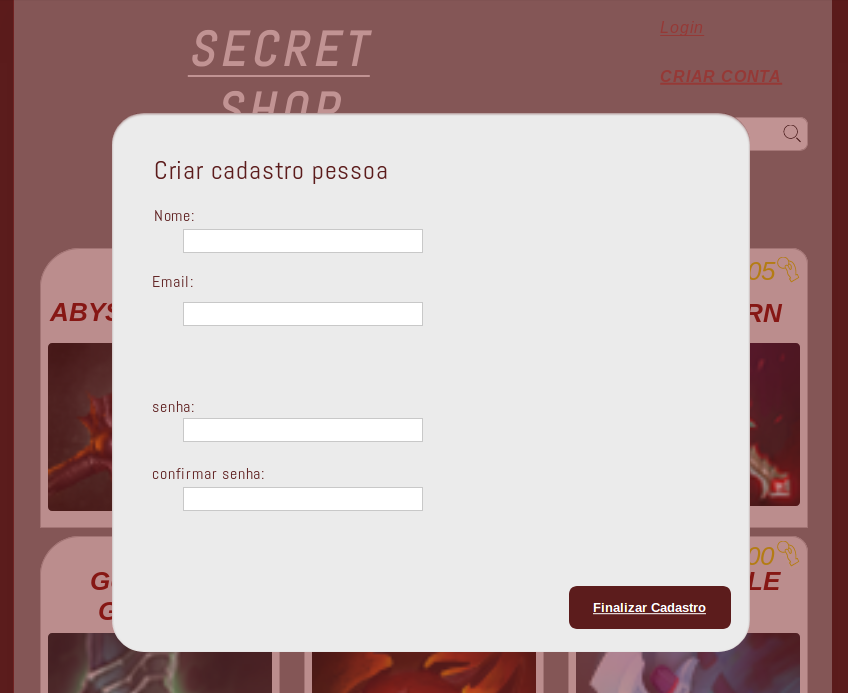 Login
SECRET
CRIAR CONTA
SHOP
Criar cadastro pessoa
Nome:
Email:
05
ABYS
RN
senha:
confirmar senha:
00
G
LE
G
Finalizar Cadastro